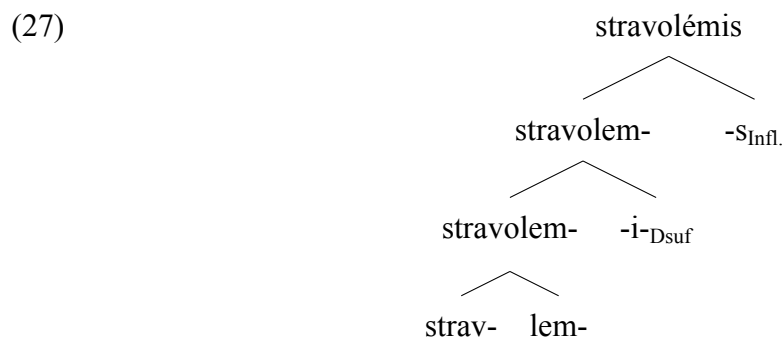 (27) stravolémis
stravolem- -sInfl.
stravolem- -i-Dsuf
strav- lem-